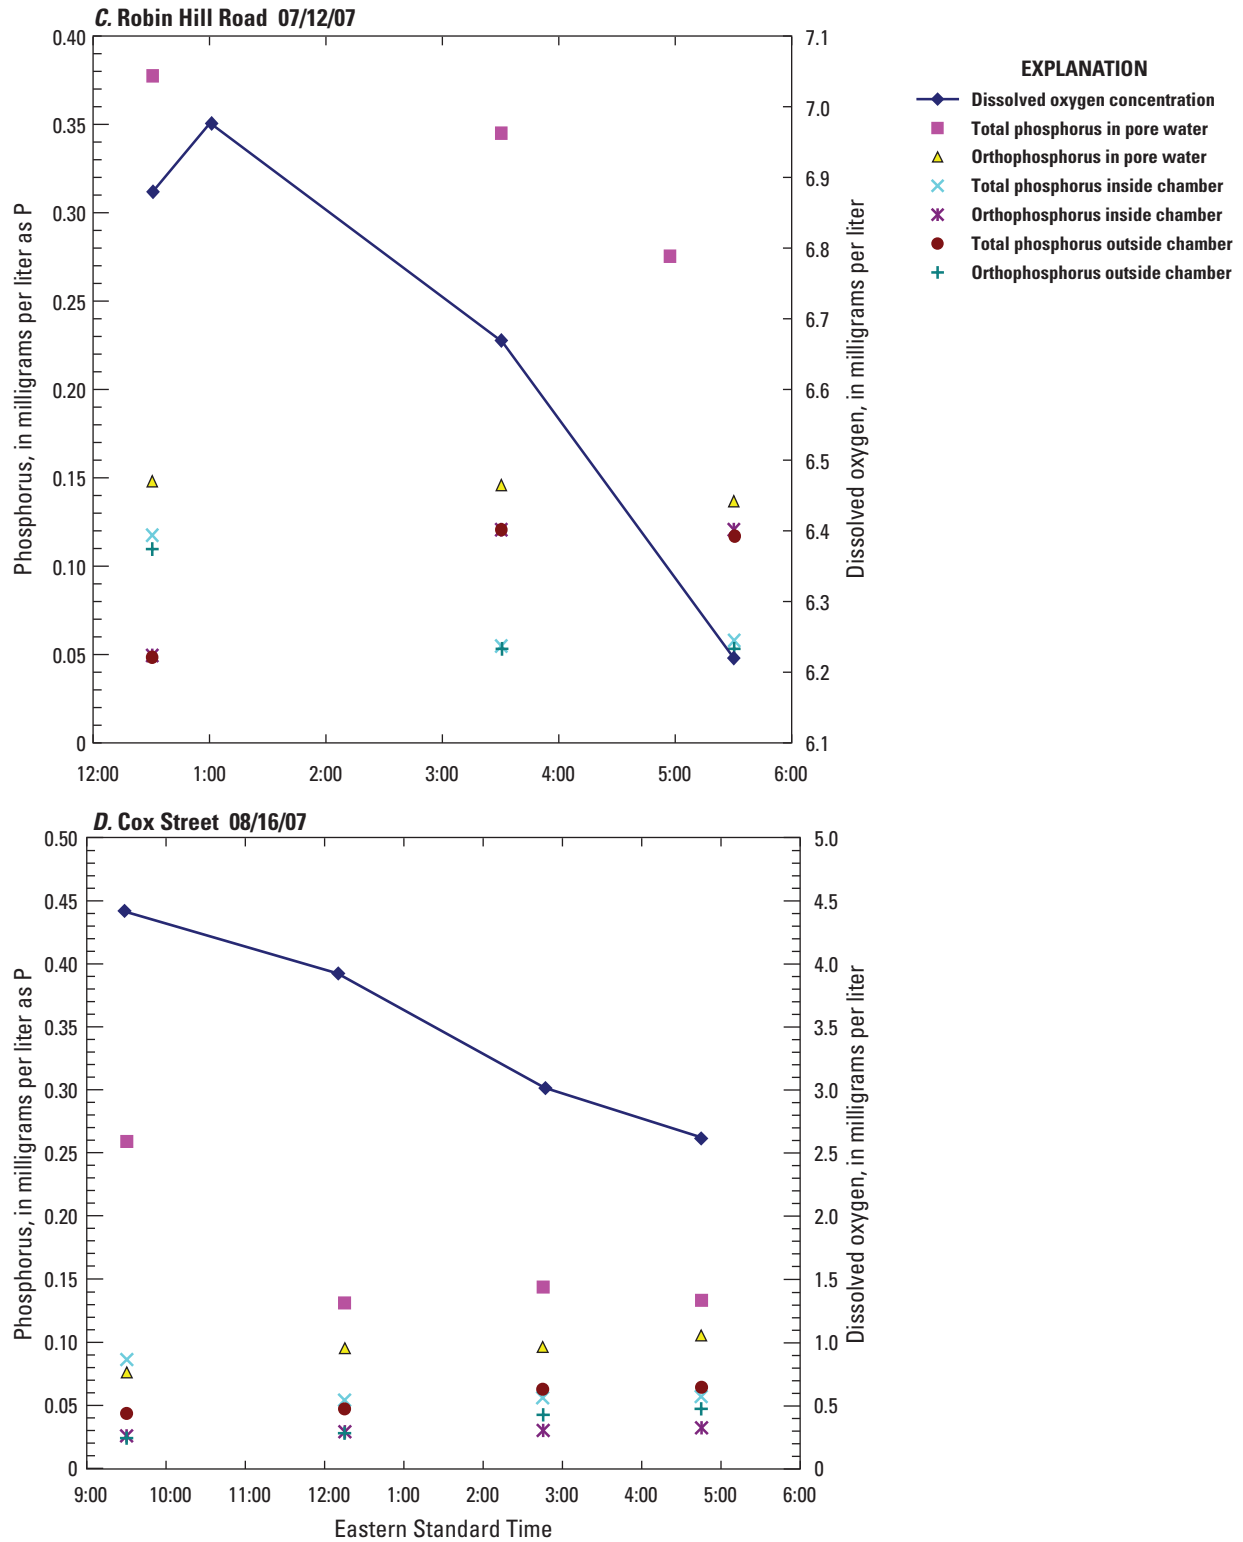 C. Robin Hill Road 07/12/07
0.40
0.35
0.30
0.25
0.20
0.15
0.10
0.05
0
Phosphorus, in milligrams per liter as P
7.1
7.0
6.9
6.8
6.7
6.6
6.5
6.4
6.3
6.2
6.1
Dissolved oxygen, in milligrams per liter
12:00 1:00 2:00 3:00 4:00 5:00 6:00
EXPLANATION
Dissolved oxygen concentration
Total phosphorus in pore water
Orthophosphorus in pore water
Total phosphorus inside chamber
Orthophosphorus inside chamber
Total phosphorus outside chamber
Orthophosphorus outside chamber
D. Cox Street 08/16/07
0.50
0.45
0.40
0.35
0.30
0.25
0.20
0.15
0.10
0.05
0
Phosphorus, in milligrams per liter as P
5.0
4.5
4.0
3.5
3.0
2.5
2.0
1.5
1.0
0.5
0
Dissolved oxygen, in milligrams per liter
9:00 10:00 11:00 12:00 1:00 2:00 3:00 4:00 5:00 6:00
Eastern Standard Time